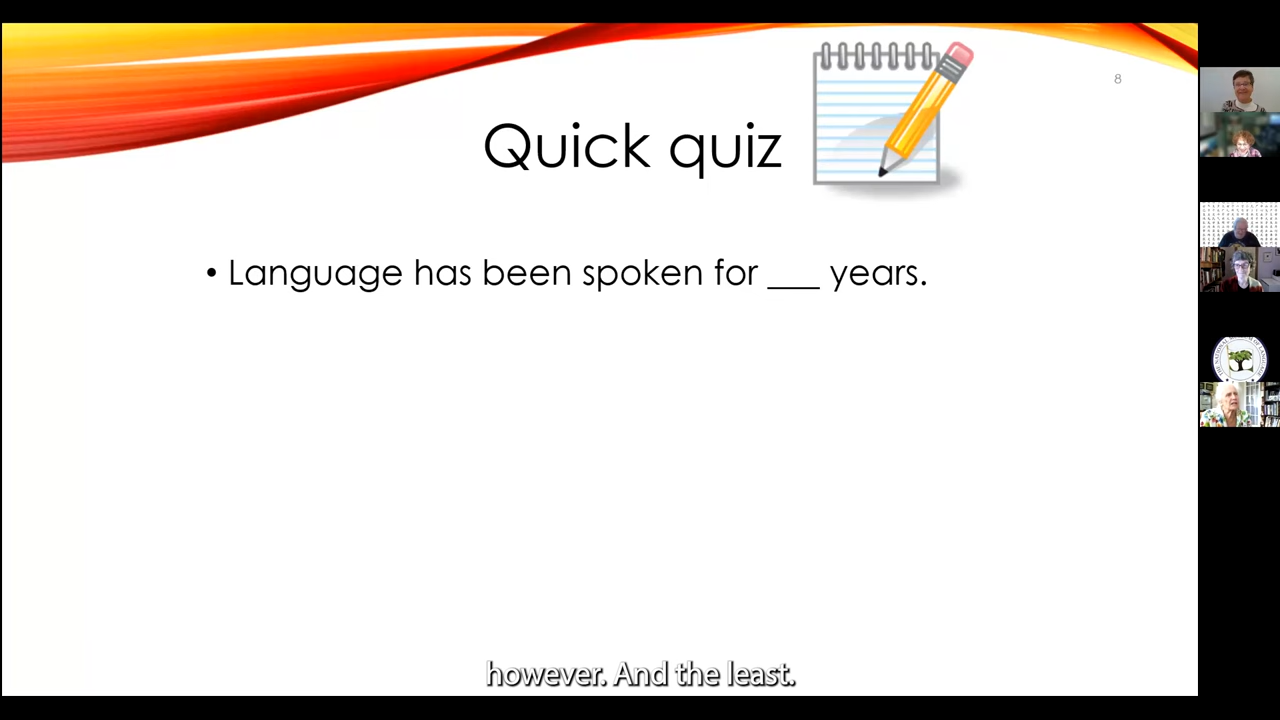 8
Quick quiz
• Language has been spoken for ___ years.
however. And the least.